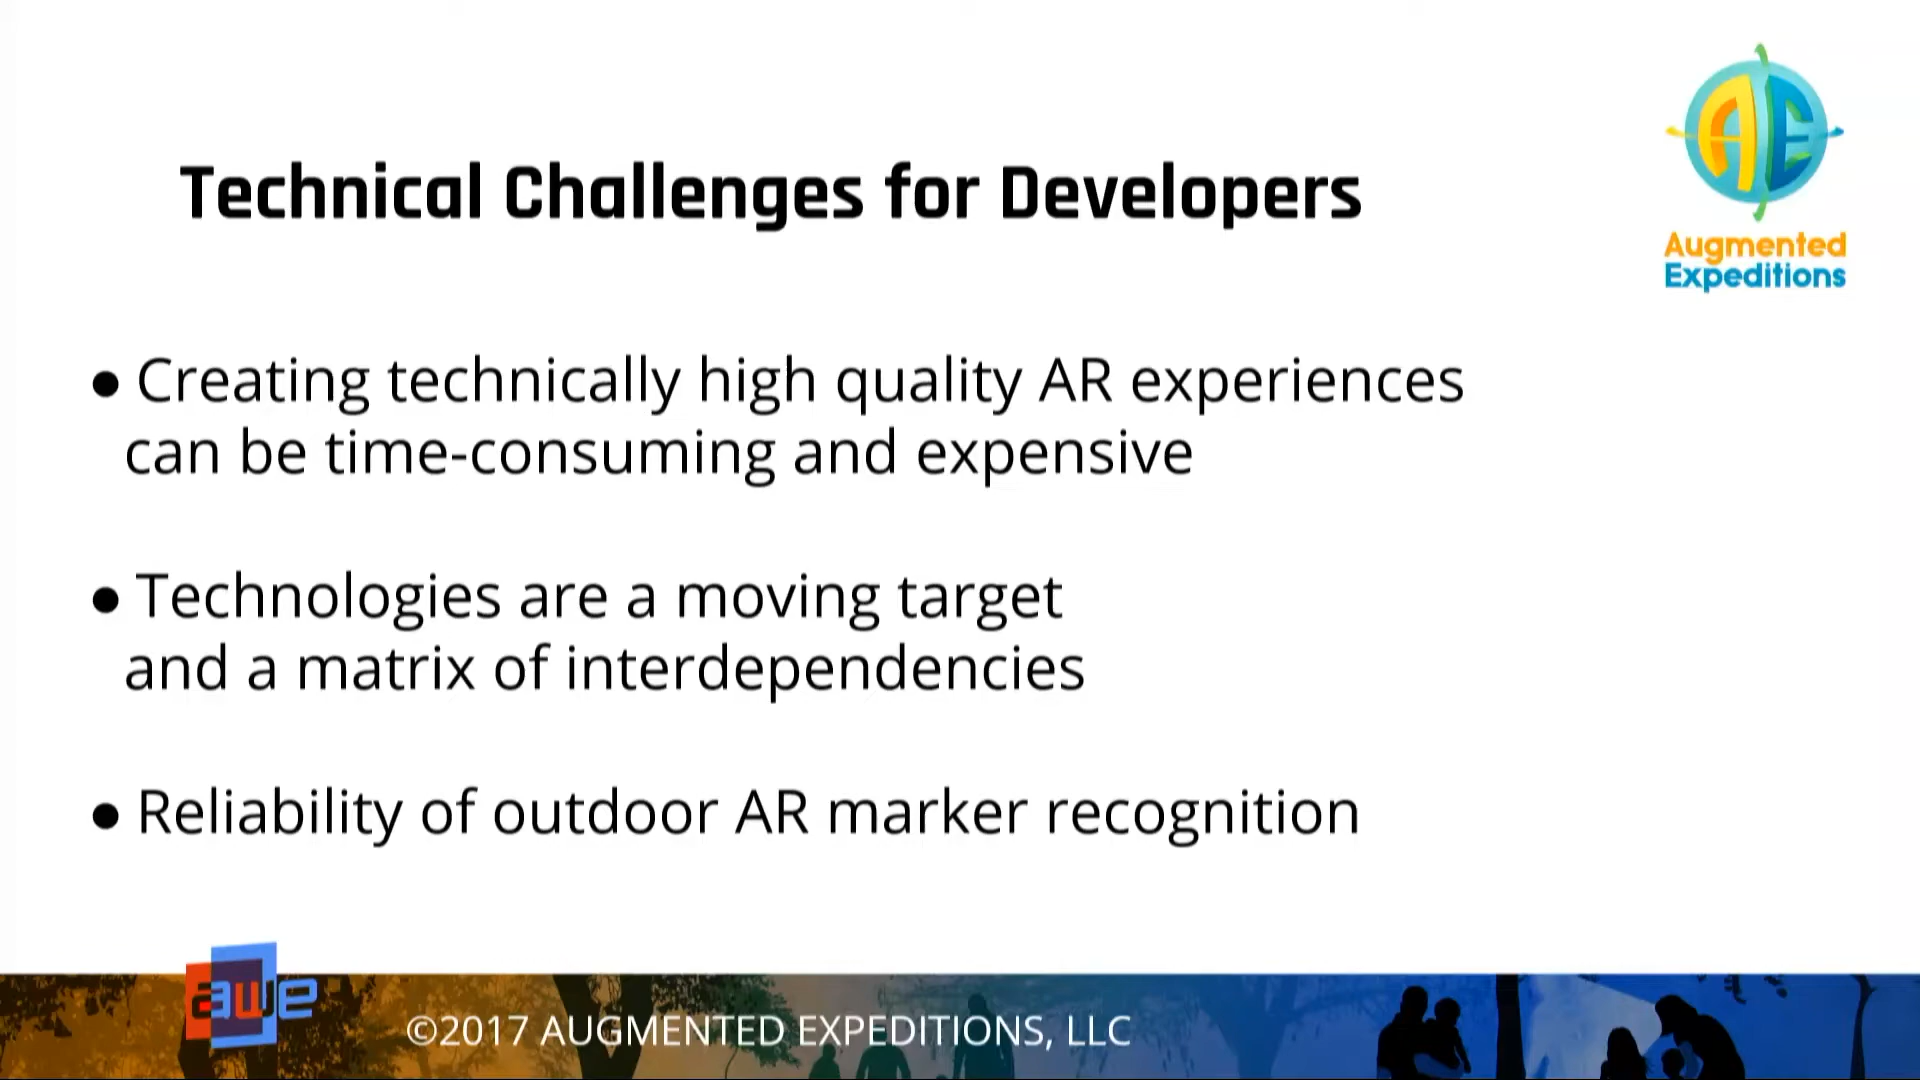 Technical Challenges for Developers
AE
Augmented
Expeditions
● Creating technically high quality AR experiences
can be time-consuming and expensive
● Technologies are a moving target
and a matrix of interdependencies
● Reliability of outdoor AR marker recognition
awe
©2017 AUGMENTED EXPEDITIONS, LLC